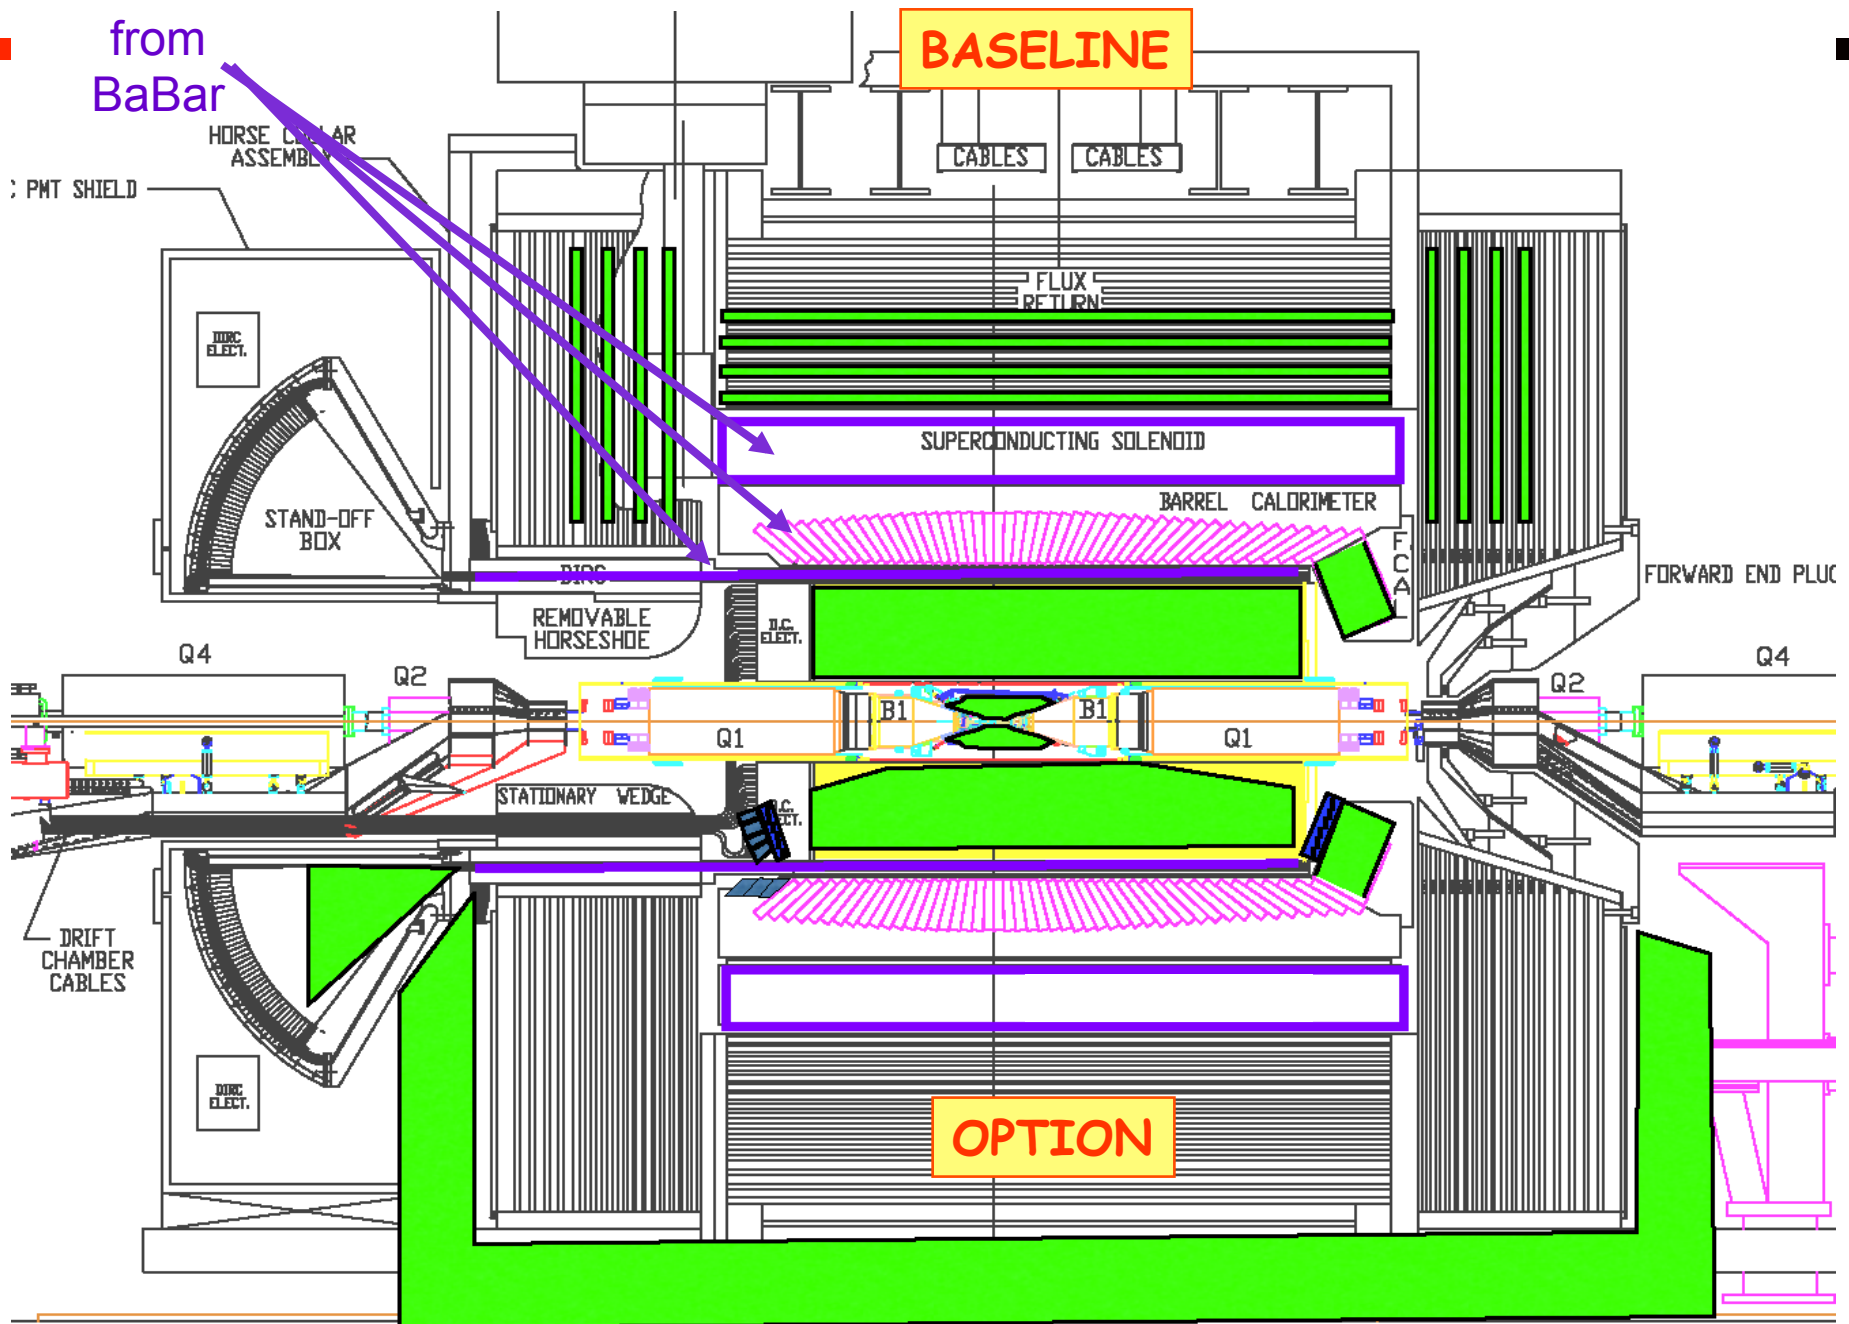 from
BaBar
BASELINE
HORSE COLLAR
ASSEMBLY
CABLES
CABLES
PMT SHIELD
FLUX
RETURN
DIRC
ELECT.
SUPERCONDUCTING SOLENOID
BARREL CALORIMETER
STAND-OFF
BOX
FCAL
DIRC
FORWARD END PLUG
REMOVABLE
HORSESHOE
D.C.
ELECT.
Q4
Q2
Q4
Q2
B1
B1
Q1
Q1
STATIONARY WEDGE
D.C.
ECT.
DRIFT
CHAMBER
CABLES
DIRC
ELECT.
OPTION